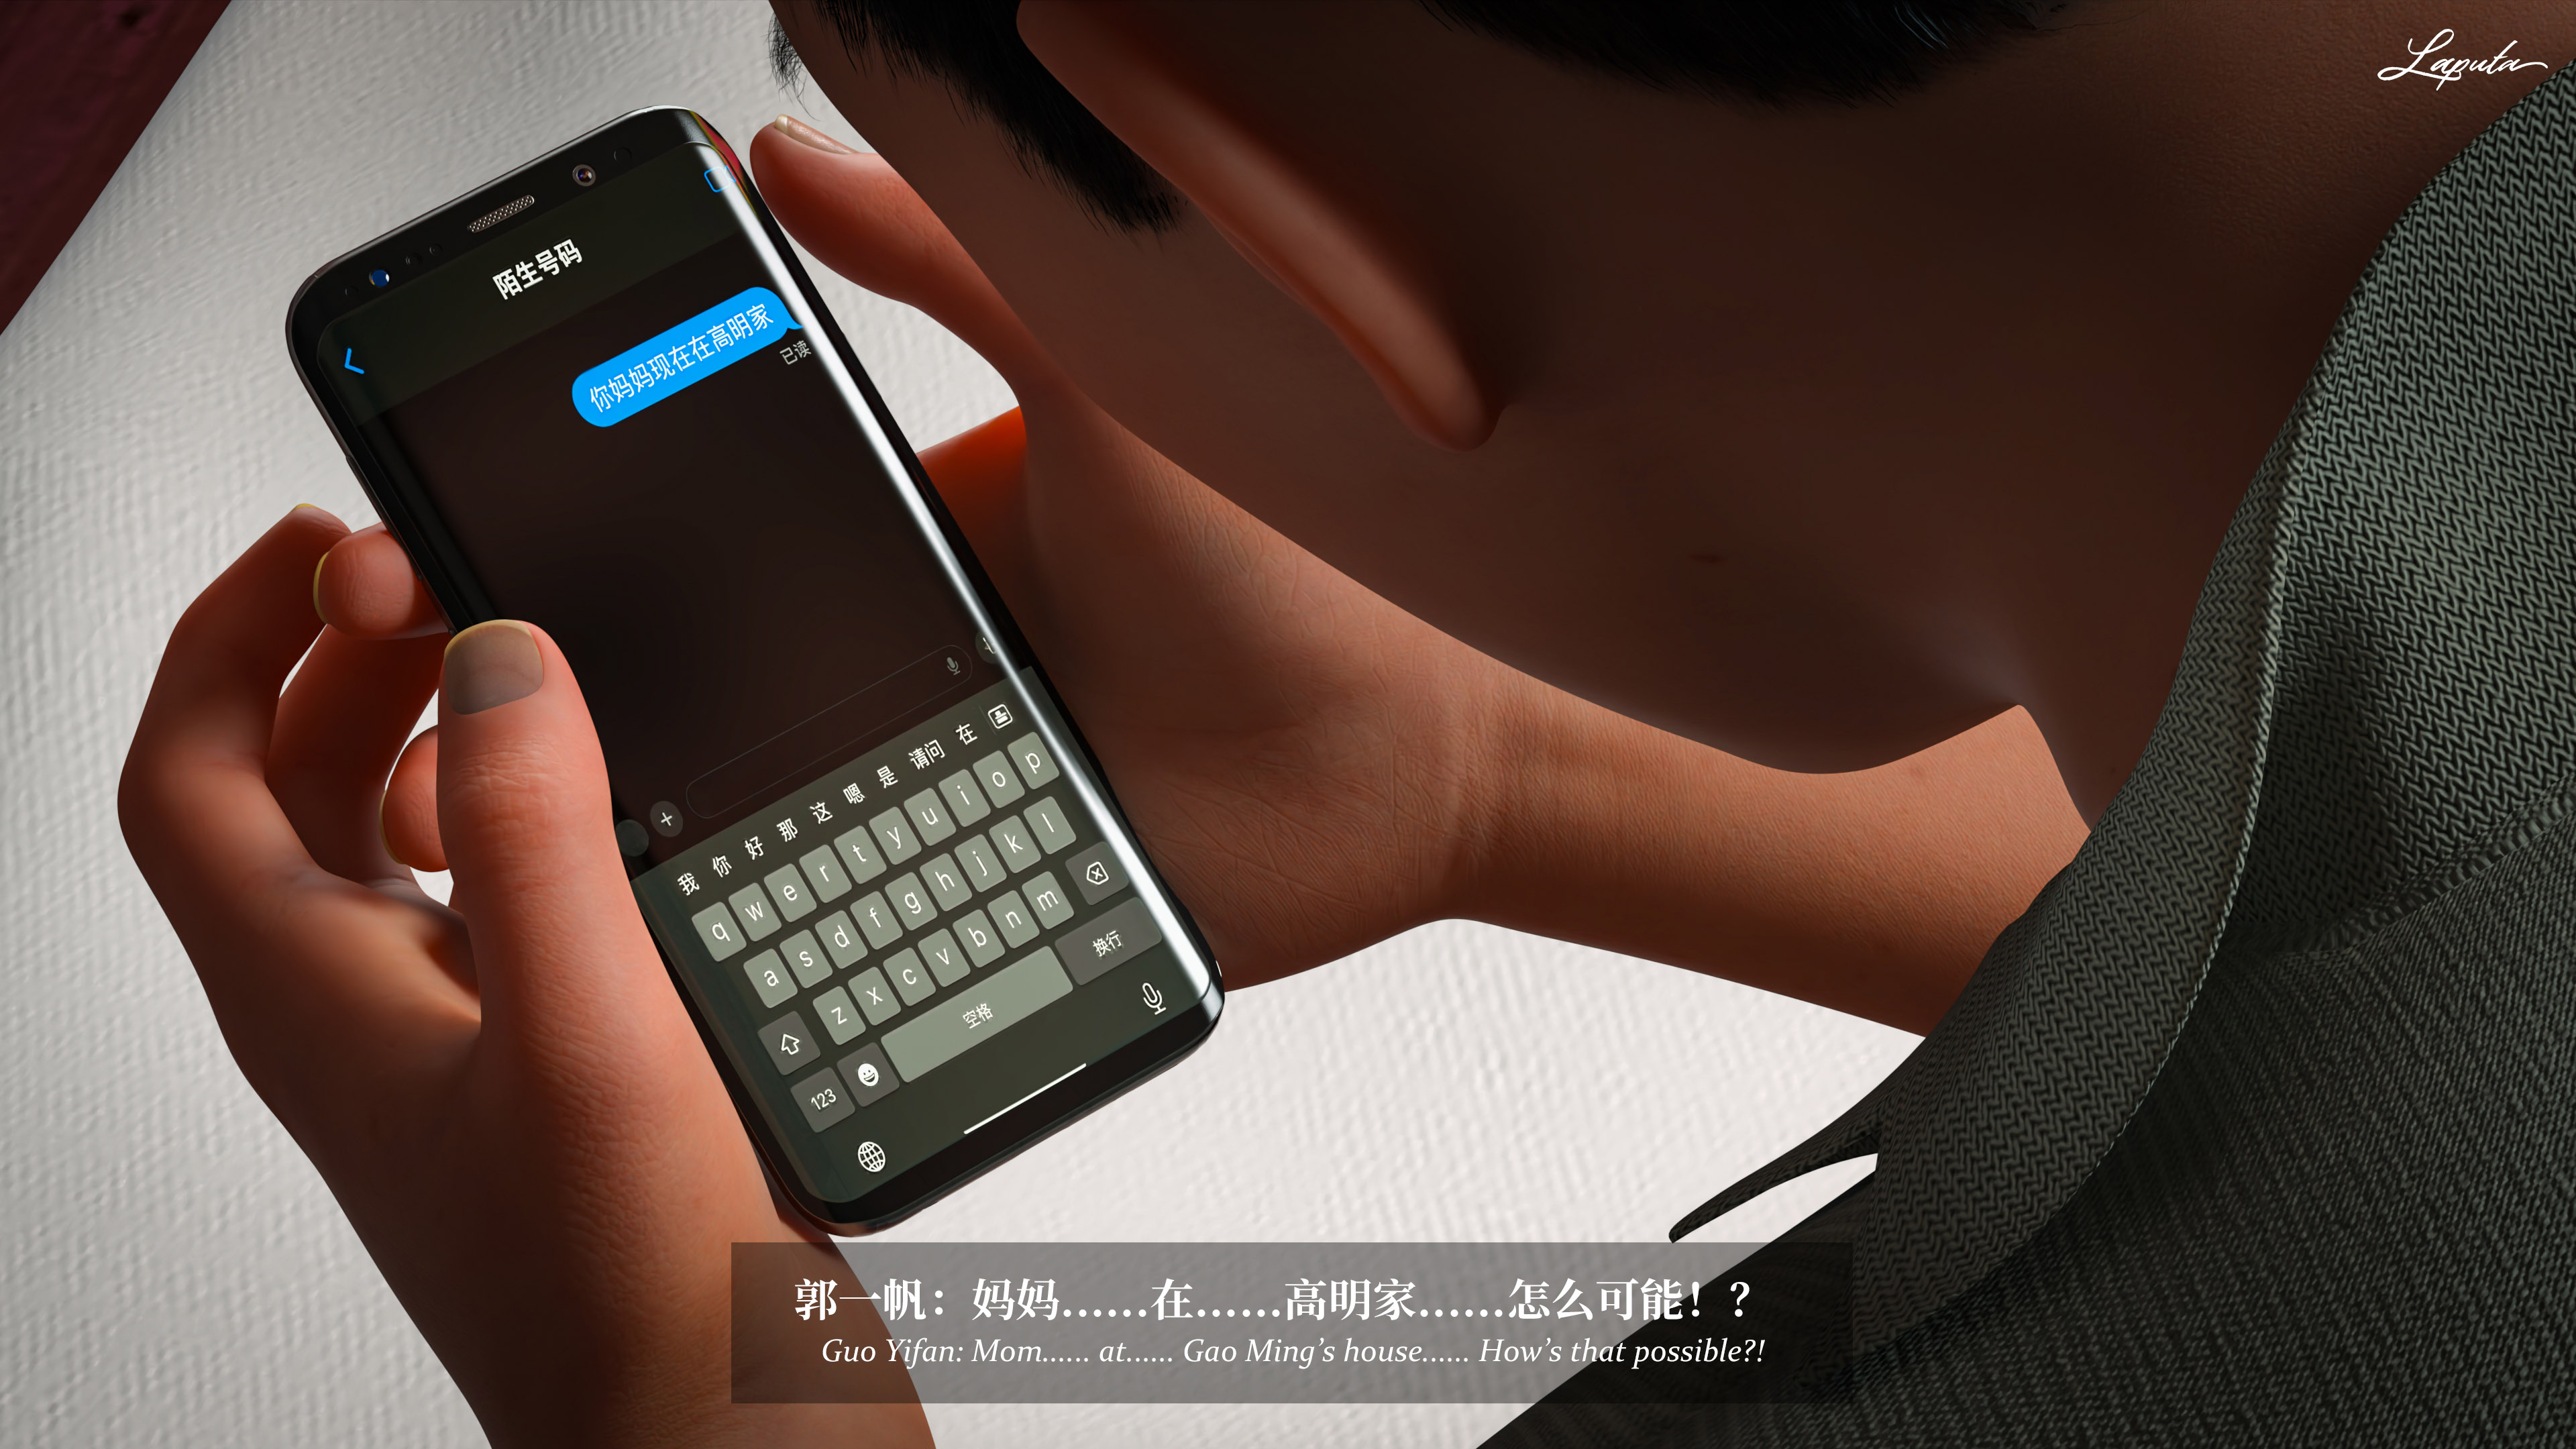 Laputa
陌生号码
你妈妈现在在高明家
已读
我 你 好 那 这 嗯 是 请问 在
q w e r t y u i o p
a s d f g h j k l
z x c v b n m
123 空格 换行
郭一帆：妈妈……在……高明家……怎么可能！？
Guo Yifan: Mom...... at...... Gao Ming's house...... How's that possible?!